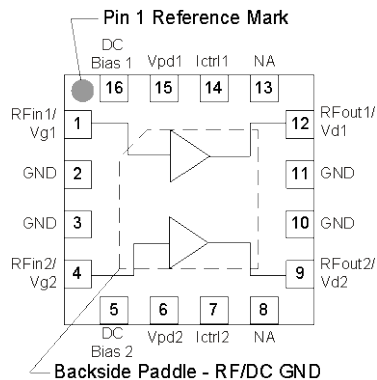 Pin 1 Reference Mark
DC
Bias 1
Vpd1
Ictrl1
NA
16
15
14
13
RFin1/
Vg1
1
12
RFout1/
Vd1
GND
2
11
GND
GND
3
10
GND
RFin2/
Vg2
4
9
RFout2/
Vd2
5
6
7
8
DC
Bias 2
Vpd2
Ictrl2
NA
Backside Paddle - RF/DC GND